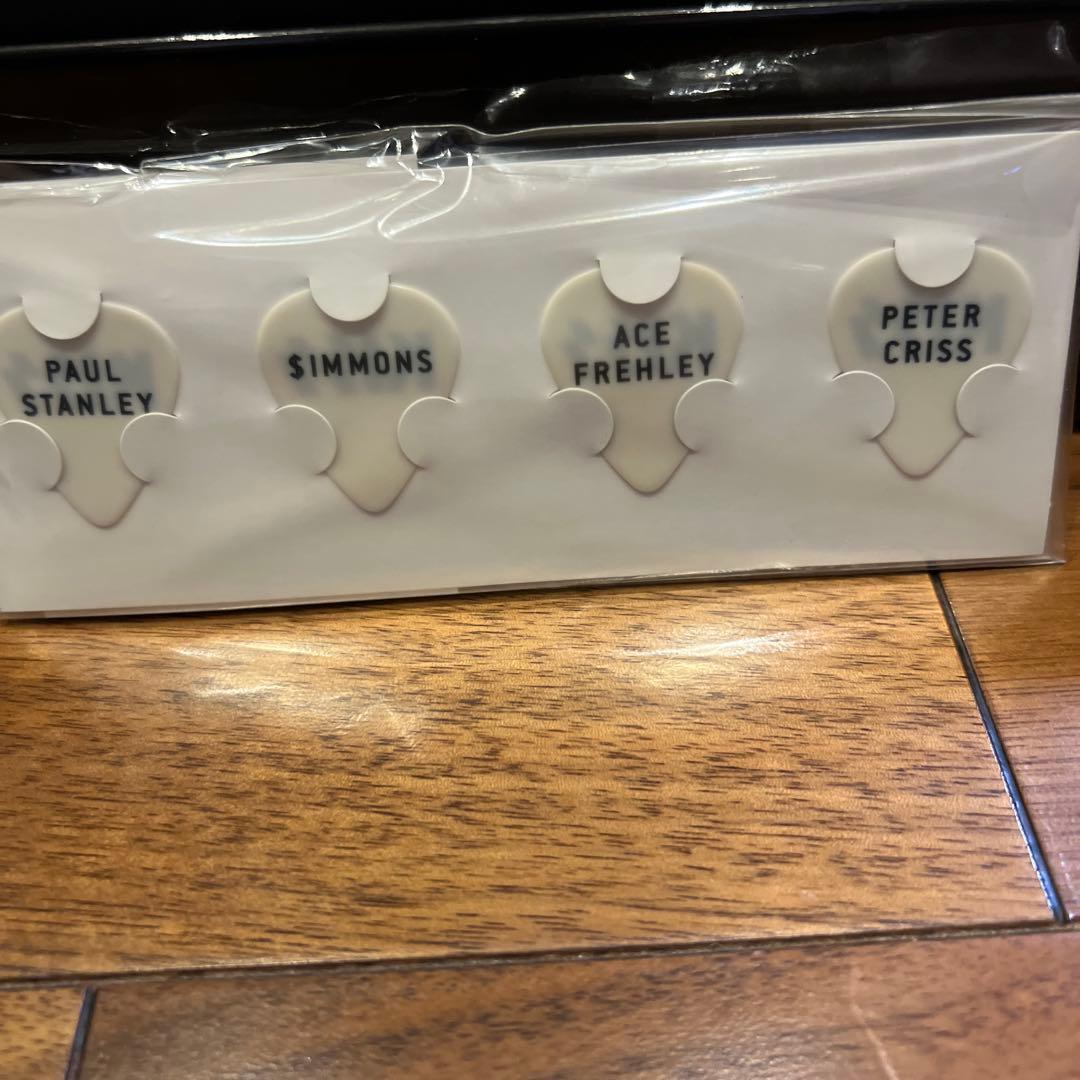 PAUL
STANLEY
$IMMONS
ACE
FREHLEY
PETER
CRISS